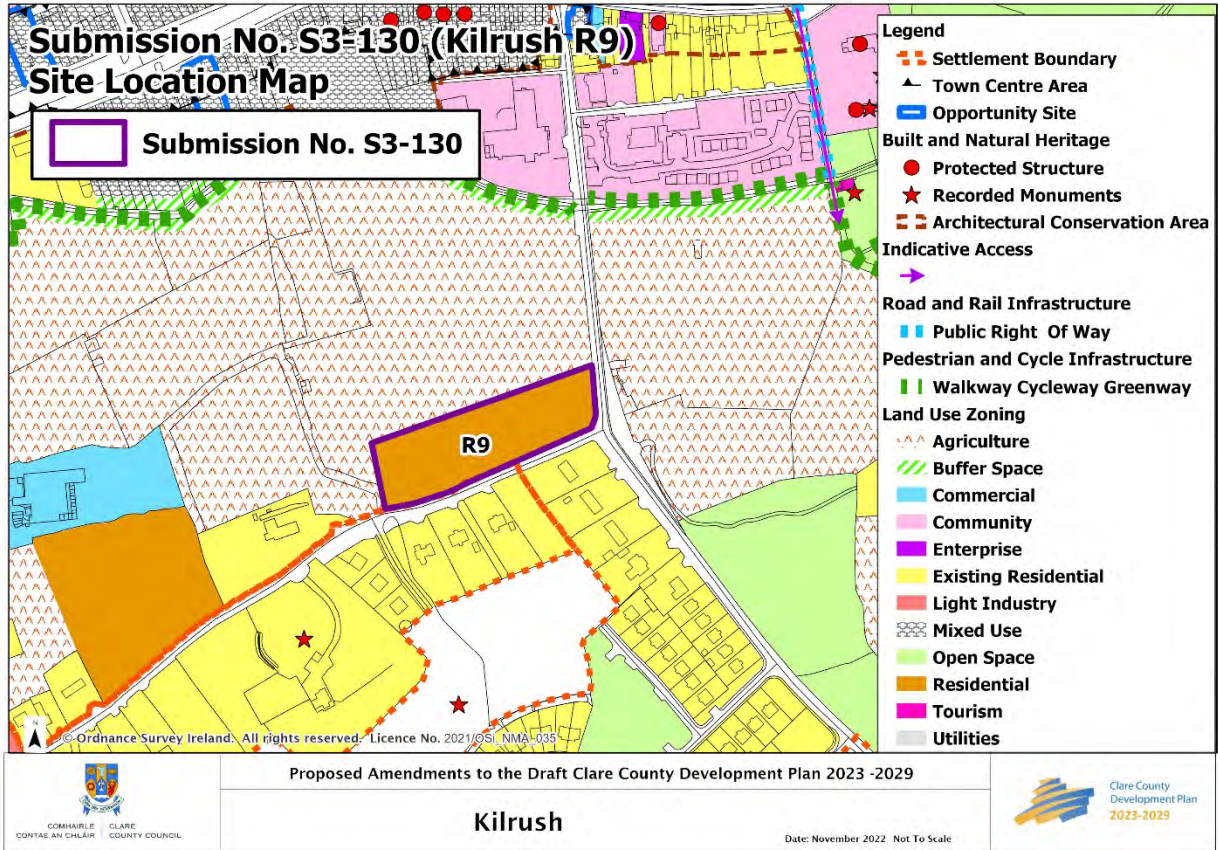 Submission No. S3-130 (Kilrush R9)
Site Location Map
Submission No. S3-130
R9
N
© Ordnance Survey Ireland. All rights reserved. Licence No. 2021/OSi_NMA_035
Legend
Settlement Boundary
Town Centre Area
Opportunity Site
Built and Natural Heritage
Protected Structure
Recorded Monuments
Architectural Conservation Area
Indicative Access
Road and Rail Infrastructure
Public Right Of Way
Pedestrian and Cycle Infrastructure
Walkway Cycleway Greenway
Land Use Zoning
Agriculture
Buffer Space
Commercial
Community
Enterprise
Existing Residential
Light Industry
Mixed Use
Open Space
Residential
Tourism
Utilities
COMHAIRLE CLARE
CONTAE AN CHLÁIR COUNTY COUNCIL
Proposed Amendments to the Draft Clare County Development Plan 2023 -2029
Kilrush
Date: November 2022 Not To Scale
Clare County
Development Plan
2023-2029